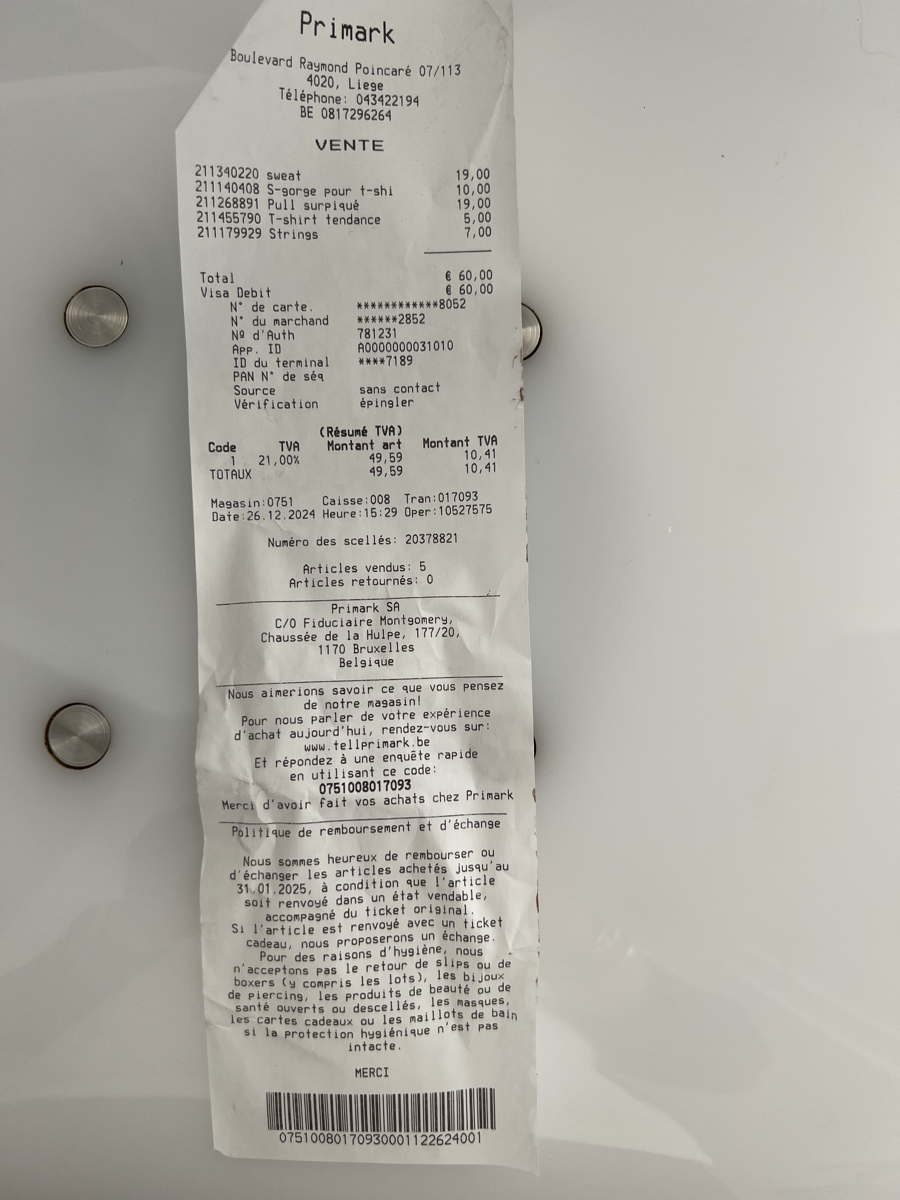 Primark
Boulevard Raymond Poincaré 07/113
4020, Liege
Téléphone: 043422194
BE 0817296264
VENTE
211340220 sweat 19,00
211140408 S-gorge pour t-shi 10,00
211268891 Pull surpiqué 19,00
211455790 T-shirt tendance 5,00
211179929 Strings 7,00
Total € 60,00
Visa Debit € 60,00
N° de carte. ************8052
N° du marchand ******2852
Nº d'Auth 781231
App. ID A0000000031010
ID du terminal ****7189
PAN N° de séq
Source sans contact
Vérification épingler
(Résumé TVA)
Code TVA Montant art Montant TVA
1 21,00% 49,59 10,41
TOTAUX 49,59 10,41
Magasin:0751 Caisse:008 Tran:017093
Date:26.12.2024 Heure:15:29 Oper:10527575
Numéro des scellés: 20378821
Articles vendus: 5
Articles retournés: 0
Primark SA
C/O Fiduciaire Montgomery,
Chaussée de la Hulpe, 177/20,
1170 Bruxelles
Belgique
Nous aimerions savoir ce que vous pensez
de notre magasin!
Pour nous parler de votre expérience
d'achat aujourd'hui, rendez-vous sur:
www.tellprimark.be
Et répondez à une enquête rapide
en utilisant ce code:
0751008017093
Merci d'avoir fait vos achats chez Primark
Politique de remboursement et d'échange
Nous sommes heureux de rembourser ou
d'échanger les articles achetés jusqu'au
31.01.2025, à condition que l'article
soit renvoyé dans un état vendable,
accompagné du ticket original.
Si l'article est renvoyé avec un ticket
cadeau, nous proposerons un échange.
Pour des raisons d'hygiène, nous
n'acceptons pas le retour de slips ou de
boxers (y compris les lots), les bijoux
de piercing, les produits de beauté ou de
santé ouverts ou descellés, les masques,
les cartes cadeaux ou les maillots de bain
si la protection hygiénique n'est pas
intacte.
MERCI
07510080170930001122624001